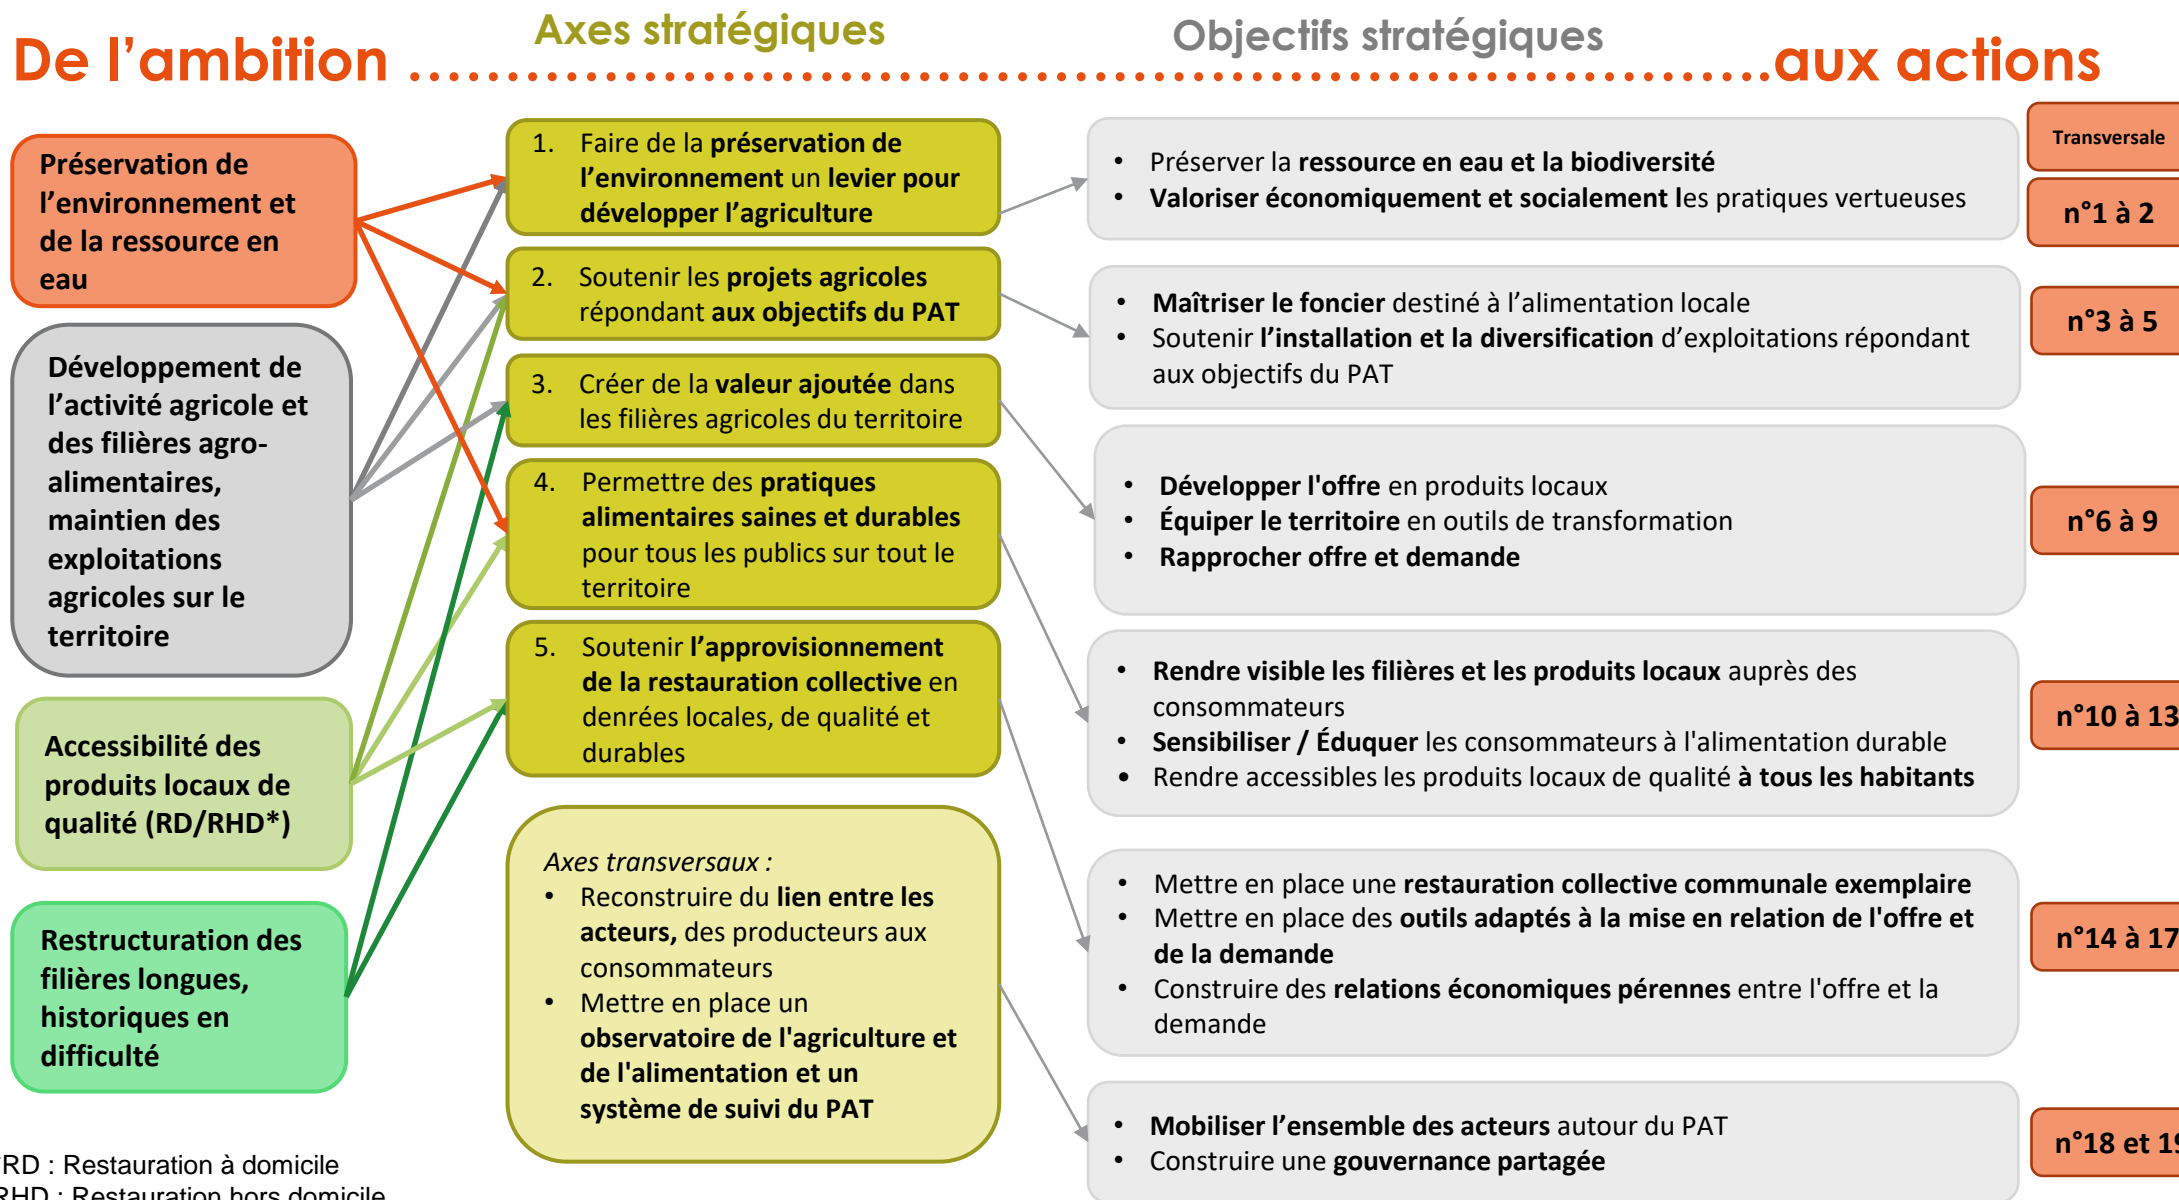 De l’ambition
Axes stratégiques
Objectifs stratégiques
aux actions
Préservation de
l’environnement et
de la ressource en
eau
Développement de
l’activité agricole et
des filières agro-
alimentaires,
maintien des
exploitations
agricoles sur le
territoire
Accessibilité des
produits locaux de
qualité (RD/RHD*)
Restructuration des
filières longues,
historiques en
difficulté
RD : Restauration à domicile
RHD : Restauration hors domicile
1. Faire de la préservation de
l’environnement un levier pour
développer l’agriculture
2. Soutenir les projets agricoles
répondant aux objectifs du PAT
3. Créer de la valeur ajoutée dans
les filières agricoles du territoire
4. Permettre des pratiques
alimentaires saines et durables
pour tous les publics sur tout le
territoire
5. Soutenir l’approvisionnement
de la restauration collective en
denrées locales, de qualité et
durables
Axes transversaux :
• Reconstruire du lien entre les
acteurs, des producteurs aux
consommateurs
• Mettre en place un
observatoire de l'agriculture et
de l'alimentation et un
système de suivi du PAT
• Préserver la ressource en eau et la biodiversité
• Valoriser économiquement et socialement les pratiques vertueuses
• Maîtriser le foncier destiné à l’alimentation locale
• Soutenir l’installation et la diversification d’exploitations répondant
aux objectifs du PAT
• Développer l'offre en produits locaux
• Équiper le territoire en outils de transformation
• Rapprocher offre et demande
• Rendre visible les filières et les produits locaux auprès des
consommateurs
• Sensibiliser / Éduquer les consommateurs à l'alimentation durable
• Rendre accessibles les produits locaux de qualité à tous les habitants
• Mettre en place une restauration collective communale exemplaire
• Mettre en place des outils adaptés à la mise en relation de l'offre et
de la demande
• Construire des relations économiques pérennes entre l'offre et la
demande
• Mobiliser l’ensemble des acteurs autour du PAT
• Construire une gouvernance partagée
Transversale
n°1 à 2
n°3 à 5
n°6 à 9
n°10 à 13
n°14 à 17
n°18 et 19